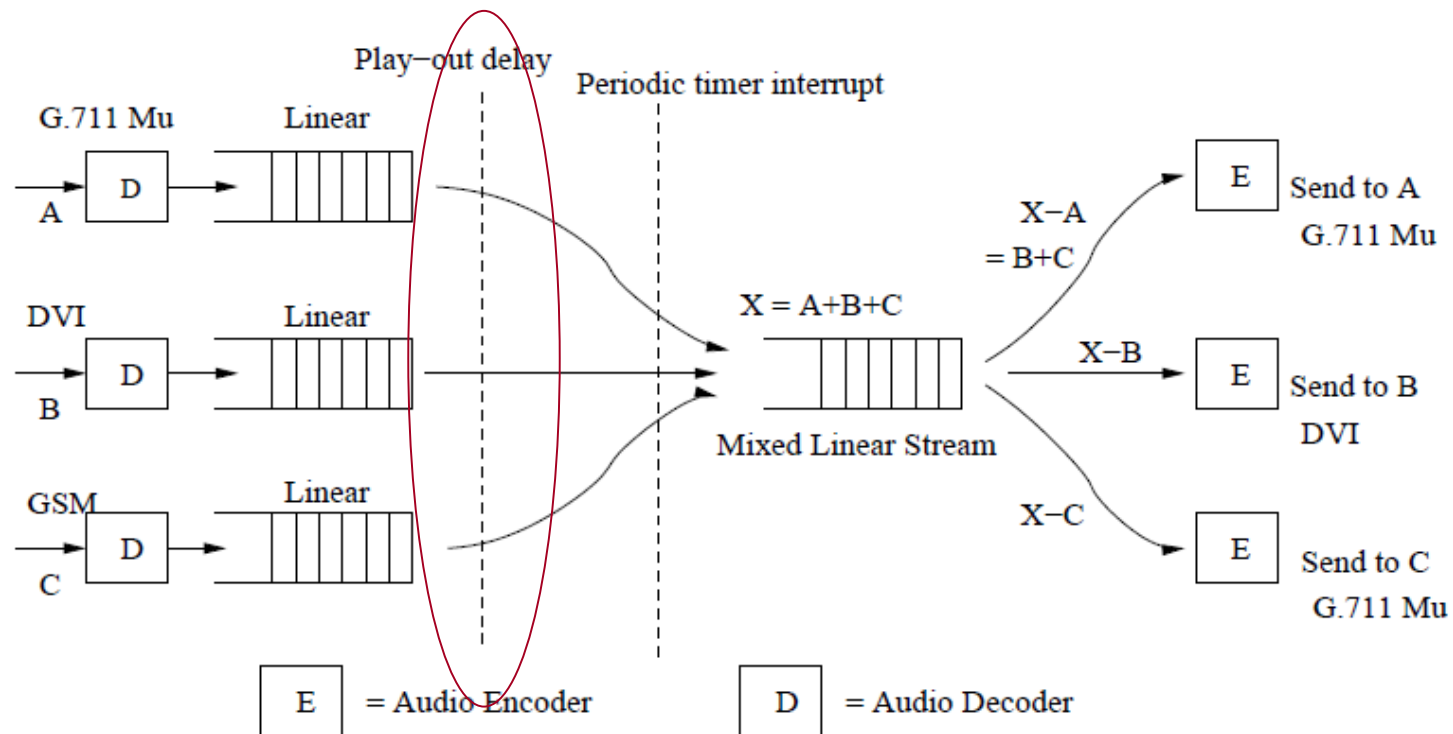 Play−out delay
Periodic timer interrupt
G.711 Mu
Linear
D
A
E
Send to A
G.711 Mu
X−A
= B+C
DVI
Linear
X = A+B+C
D
B
X−B
E
Send to B
DVI
Mixed Linear Stream
GSM
Linear
D
C
X−C
E
Send to C
G.711 Mu
E = Audio Encoder
D = Audio Decoder